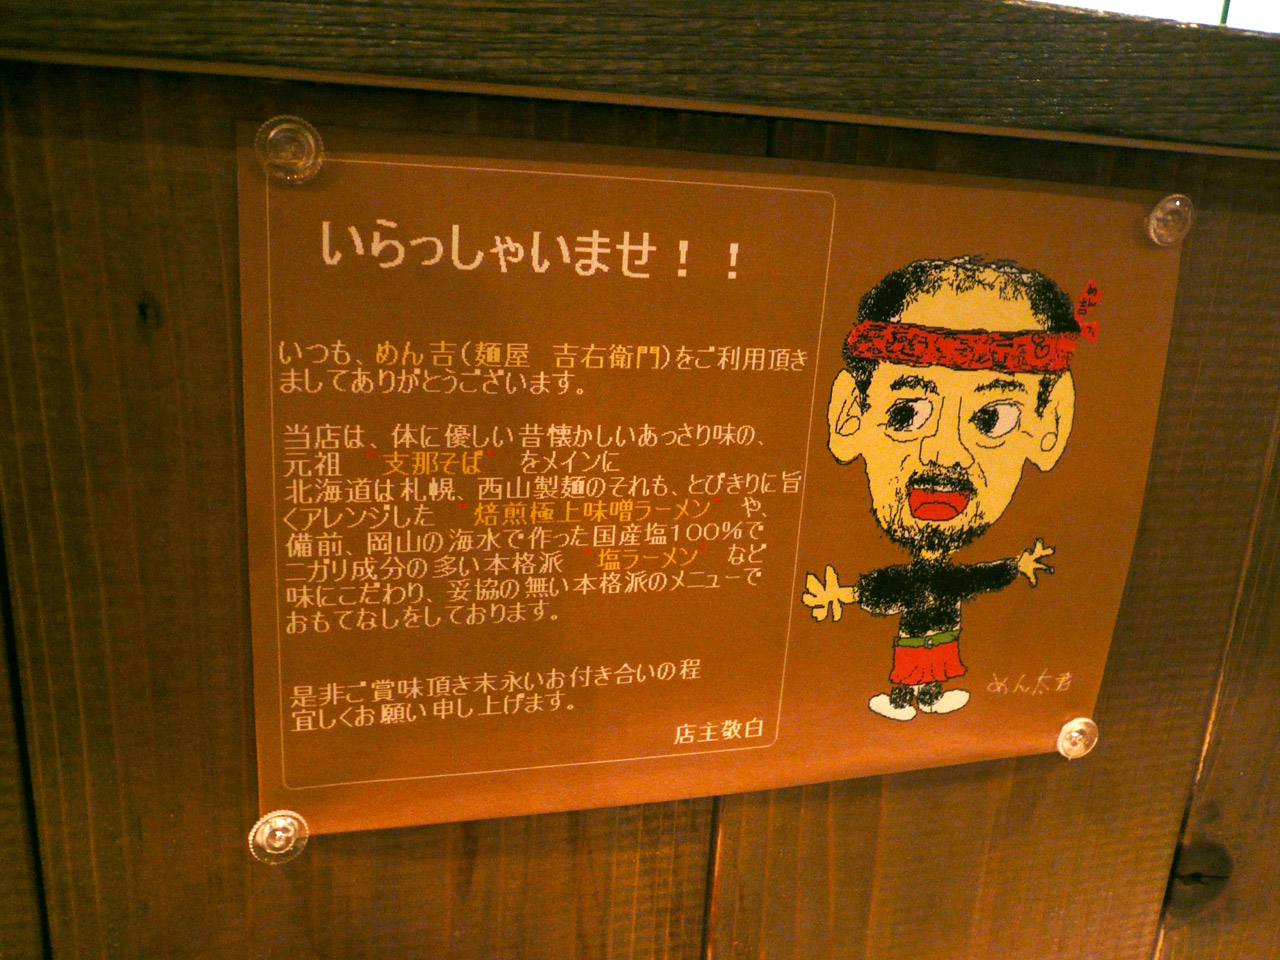 いらっしゃいませ！！
いつも、めん吉(麺屋　吉右衛門)をご利用頂き
ましてありがとうございます。
当店は、体に優しい昔懐かしいあっさり味の、
元祖　"支那そば"　をメインに
北海道は札幌、西山製麺のそれも、とびきりに旨
くアレンジした　"焙煎極上味噌ラーメン"　や、
備前、岡山の海水で作った国産塩100%で
ニガリ成分の多い本格派　"塩ラーメン"　など
味にこだわり、妥協の無い本格派のメニューで
おもてなしをしております。
是非ご賞味頂き末永いお付き合いの程
宜しくお願い申し上げます。
店主敬白
めん吉
めん太君